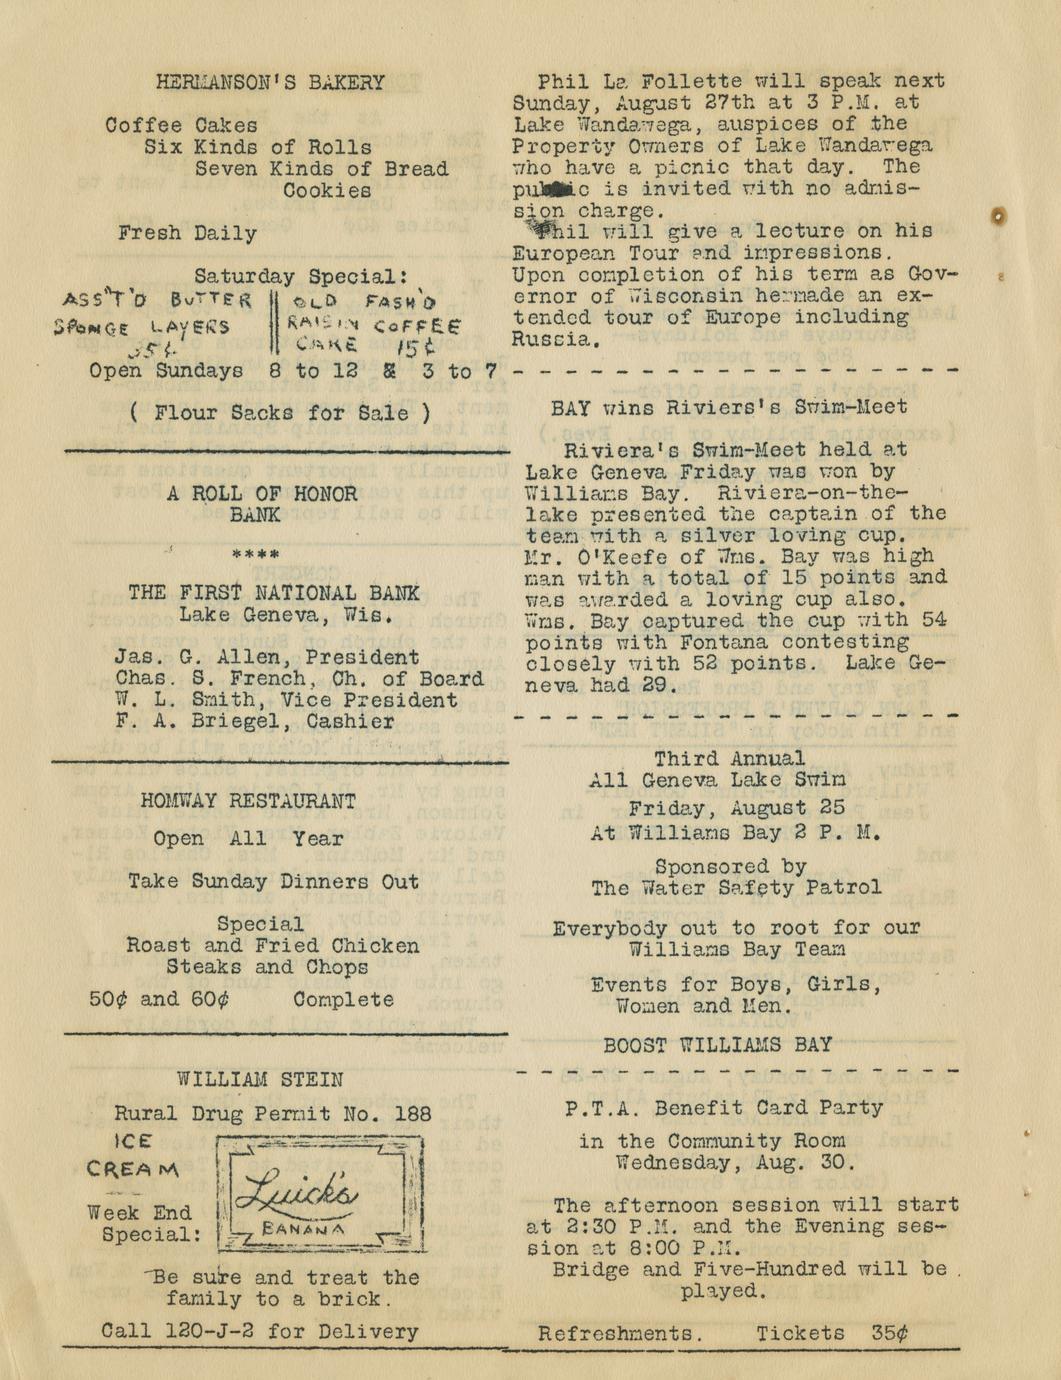 HERMANSON'S BAKERY
Coffee Cakes
Six Kinds of Rolls
Seven Kinds of Bread
Cookies
Fresh Daily
Saturday Special:
ASS'T'D BUTTER
SPONGE LAYERS
35¢
OLD FASH'D
RAISIN COFFEE
CAKE 15¢
Open Sundays 8 to 12 & 3 to 7
( Flour Sacks for Sale )
A ROLL OF HONOR
BANK
****
THE FIRST NATIONAL BANK
Lake Geneva, Wis.
Jas. G. Allen, President
Chas. S. French, Ch. of Board
W. L. Smith, Vice President
F. A. Briegel, Cashier
HOMWAY RESTAURANT
Open All Year
Take Sunday Dinners Out
Special
Roast and Fried Chicken
Steaks and Chops
50¢ and 60¢ Complete
WILLIAM STEIN
Rural Drug Permit No. 188
ICE
CREAM
Week End
Special:
Luick's
BANANA
Be sure and treat the
family to a brick.
Call 120-J-2 for Delivery
Phil La Follette will speak next
Sunday, August 27th at 3 P.M. at
Lake Wandawega, auspices of the
Property Owners of Lake Wandawega
who have a picnic that day. The
public is invited with no admis-
sion charge.
Phil will give a lecture on his
European Tour and impressions.
Upon completion of his term as Gov-
ernor of Wisconsin hermade an ex-
tended tour of Europe including
Russia.
BAY wins Riviers's Swim-Meet
Riviera's Swim-Meet held at
Lake Geneva Friday was won by
Williams Bay. Riviera-on-the-
lake presented the captain of the
team with a silver loving cup.
Mr. O'Keefe of Wms. Bay was high
man with a total of 15 points and
was awarded a loving cup also.
Wms. Bay captured the cup with 54
points with Fontana contesting
closely with 52 points. Lake Ge-
neva had 29.
Third Annual
All Geneva Lake Swim
Friday, August 25
At Williams Bay 2 P. M.
Sponsored by
The Water Safety Patrol
Everybody out to root for our
Williams Bay Team
Events for Boys, Girls,
Women and Men.
BOOST WILLIAMS BAY
P.T.A. Benefit Card Party
in the Community Room
Wednesday, Aug. 30.
The afternoon session will start
at 2:30 P.M. and the Evening ses-
sion at 8:00 P.M.
Bridge and Five-Hundred will be
played.
Refreshments. Tickets 35¢